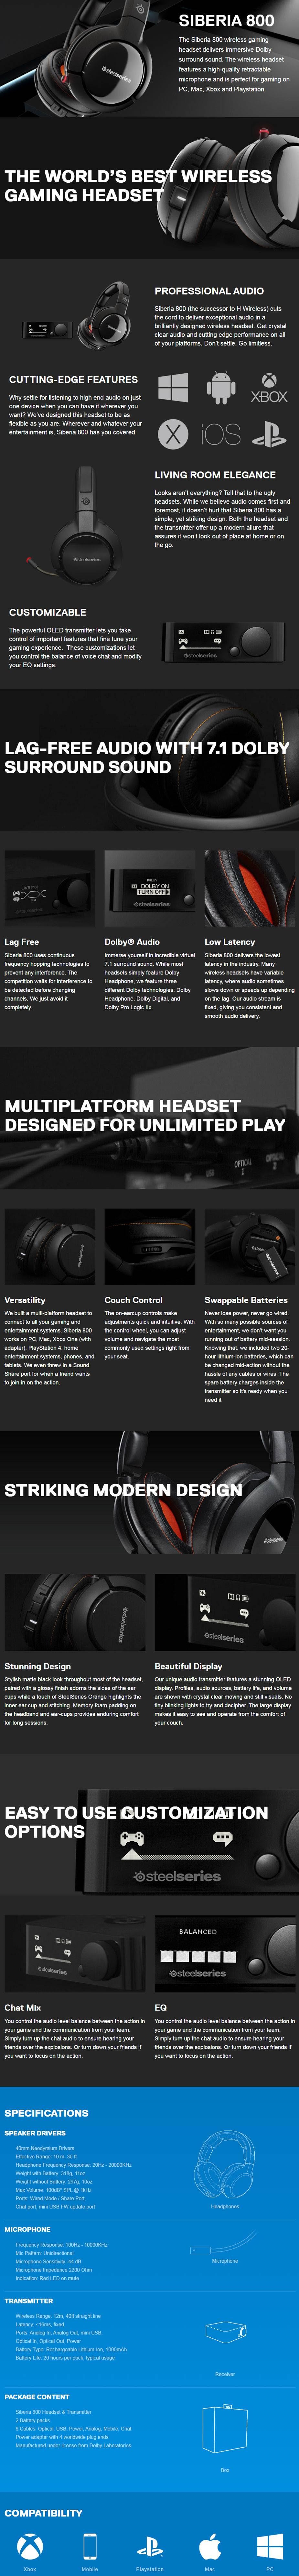 SIBERIA 800
The Siberia 800 wireless gaming
headset delivers immersive Dolby
surround sound. The wireless headset
features a high-quality retractable
microphone and is perfect for gaming on
PC, Mac, Xbox and Playstation.
THE WORLD'S BEST WIRELESS
GAMING HEADSET
PROFESSIONAL AUDIO
Siberia 800 (the successor to H Wireless) cuts
the cord to deliver exceptional audio in a
brilliantly designed wireless headset. Get crystal
clear audio and cutting edge performance on all
of your platforms. Don't settle. Go limitless.
CUTTING-EDGE FEATURES
Why settle for listening to high end audio on just
one device when you can have it wherever you
want? We've designed this headset to be as
flexible as you are. Wherever and whatever your
entertainment is, Siberia 800 has you covered.
XBOX
X
iOS
LIVING ROOM ELEGANCE
Looks aren't everything? Tell that to the ugly
headsets. While we believe audio comes first and
foremost, it doesn't hurt that Siberia 800 has a
simple, yet striking design. Both the headset and
the transmitter offer up a modern allure that
assures it won't look out of place at home or on
the go.
steelseries
CUSTOMIZABLE
The powerful OLED transmitter lets you take
control of important features that fine tune your
gaming experience. These customizations let
you control the balance of voice chat and modify
your EQ settings.
steelseries
LAG-FREE AUDIO WITH 7.1 DOLBY
SURROUND SOUND
DOLBY
DOLBY ON
TURN OFF
steelseries
Lag Free
Siberia 800 uses continuous
frequency hopping technologies to
prevent any interference. The
competition waits for interference to
be detected before changing
channels. We just avoid it
completely.
Dolby® Audio
Immerse yourself in incredible virtual
7.1 surround sound. While most
headsets simply feature Dolby
Headphone, we feature three
different Dolby technologies: Dolby
Headphone, Dolby Digital, and
Dolby Pro Logic IIx.
Low Latency
Siberia 800 delivers the lowest
latency in the industry. Many
wireless headsets have variable
latency, where audio sometimes
slows down or speeds up depending
on the lag. Our audio stream is
fixed, giving you consistent and
smooth audio delivery.
MULTIPLATFORM HEADSET
DESIGNED FOR UNLIMITED PLAY
OPTICAL
Versatility
We built a multi-platform headset to
connect to all your gaming and
entertainment systems. Siberia 800
works on PC, Mac, Xbox One (with
adapter), PlayStation 4, home
entertainment systems, phones, and
tablets. We even threw in a Sound
Share port for when a friend wants
to join in on the action.
Couch Control
The on-earcup controls make
adjustments quick and intuitive. With
the control wheel, you can adjust
volume and navigate the most
commonly used settings right from
your seat.
Swappable Batteries
Never lose power, never go wired.
With so many possible sources of
entertainment, we don't want you
running out of battery mid-session.
Knowing that, we included two 20-
hour lithium-ion batteries, which can
be changed mid-action without the
hassle of any cables or wires. The
spare battery charges inside the
transmitter so it's ready when you
need it
STRIKING MODERN DESIGN
steelseries
steelseries
steelseries
Stunning Design
Stylish matte black look throughout most of the headset,
paired with a glossy finish adorns the sides of the ear
cups while a touch of SteelSeries Orange highlights the
inner ear cup and stitching. Memory foam padding on
the headband and ear-cups provides enduring comfort
for long sessions.
Beautiful Display
Our unique audio transmitter features a stunning OLED
display. Profiles, audio sources, battery life, and volume
are shown with crystal clear moving and still visuals. No
tiny blinking lights to try and decipher. The large display
makes it easy to see and operate from the comfort of
your couch.
EASY TO USE CUSTOMIZATION
OPTIONS
steelseries
steelseries
BALANCED
steelseries
Chat Mix
You control the audio level balance between the action in
your game and the communication from your team.
Simply turn up the chat audio to ensure hearing your
friends over the explosions. Or turn down your friends if
you want to focus on the action.
EQ
You control the audio level balance between the action in
your game and the communication from your team.
Simply turn up the chat audio to ensure hearing your
friends over the explosions. Or turn down your friends if
you want to focus on the action.
SPECIFICATIONS
SPEAKER DRIVERS
40mm Neodymium Drivers
Effective Range: 10 m, 30 ft
Headphone Frequency Response: 20Hz - 20000Hz
Weight with Battery: 318g, 11oz
Weight without Battery: 297g, 10oz
Max Volume: 100dB* SPL @ 1kHz
Ports: Wired Mode / Share Port,
Chat port, mini USB FW update port
Headphones
MICROPHONE
Frequency Response: 100Hz - 10000Hz
Mic Pattern: Unidirectional
Microphone Sensitivity -44 dB
Microphone Impedance 2200 Ohm
Indication: Red LED on mute
Microphone
TRANSMITTER
Wireless Range: 12m, 40ft straight line
Latency: ~16ms, fixed
Ports: Analog In, Analog Out, mini USB,
Optical In, Optical Out, Power
Battery Type: Rechargeable Lithium-Ion, 1000mAh
Battery Life: 20 hours per pack, typical usage
Receiver
PACKAGE CONTENT
Siberia 800 Headset & Transmitter
2 Battery packs
6 Cables: Optical, USB, Power, Analog, Mobile, Chat
Power adapter with 4 worldwide plug ends
Manufactured under license from Dolby Laboratories
Box
COMPATIBILITY
Xbox
Mobile
Playstation
Mac
PC